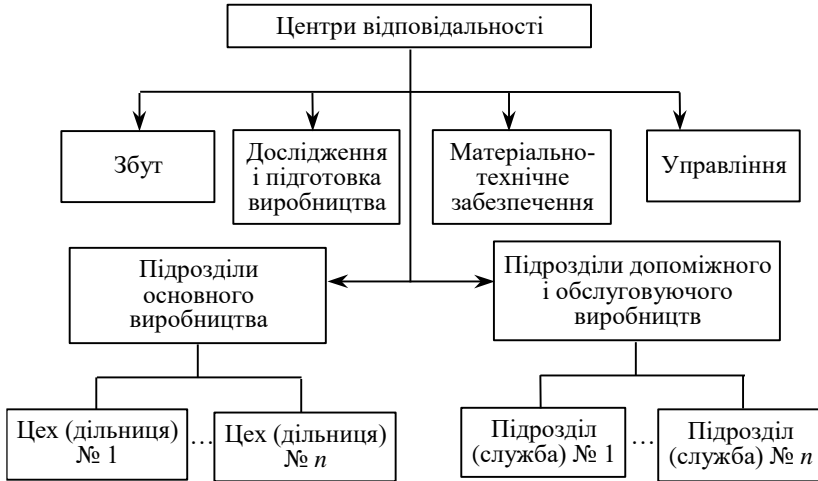 Центри відповідальності
Збут
Дослідження
і підготовка
виробництва
Матеріально-
технічне
забезпечення
Управління
Підрозділи
основного
виробництва
Підрозділи допоміжного
і обслуговуючого
виробництв
Цех (дільниця)
№ 1
...
Цех (дільниця)
№ n
Підрозділ
(служба) № 1
...
Підрозділ
(служба) № n